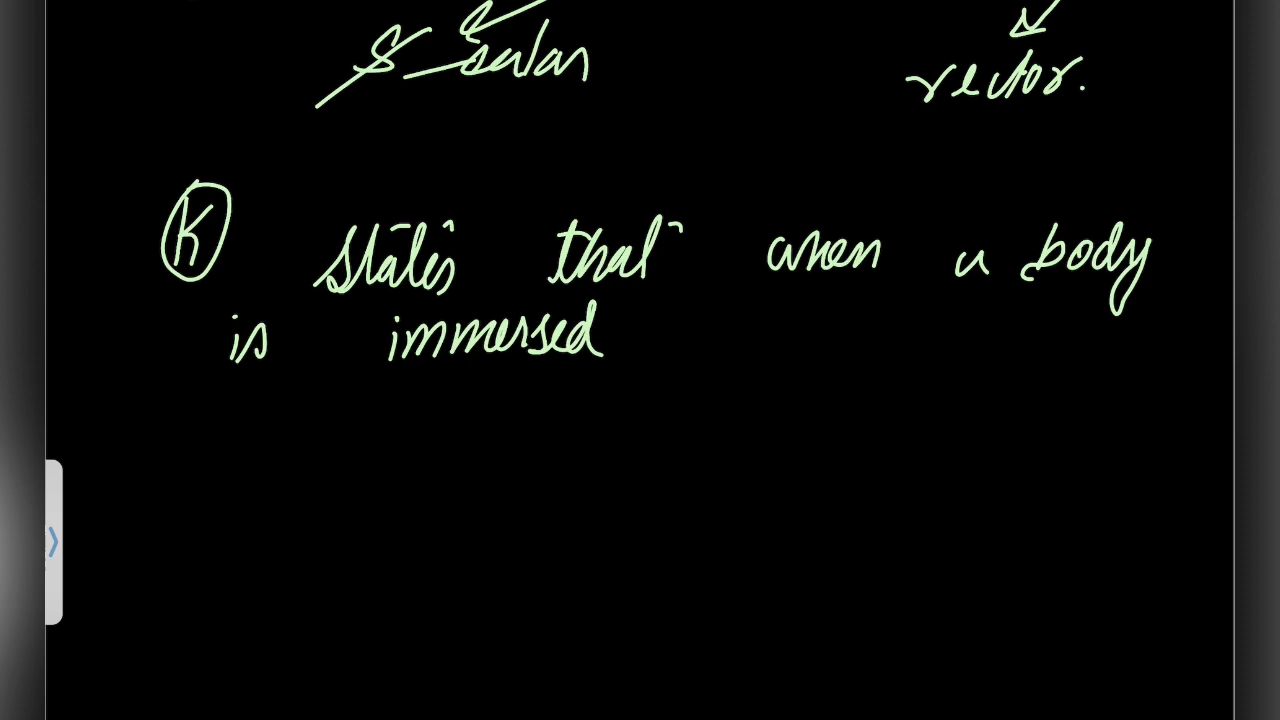 scalar
vector.
K states that when a body
is immersed